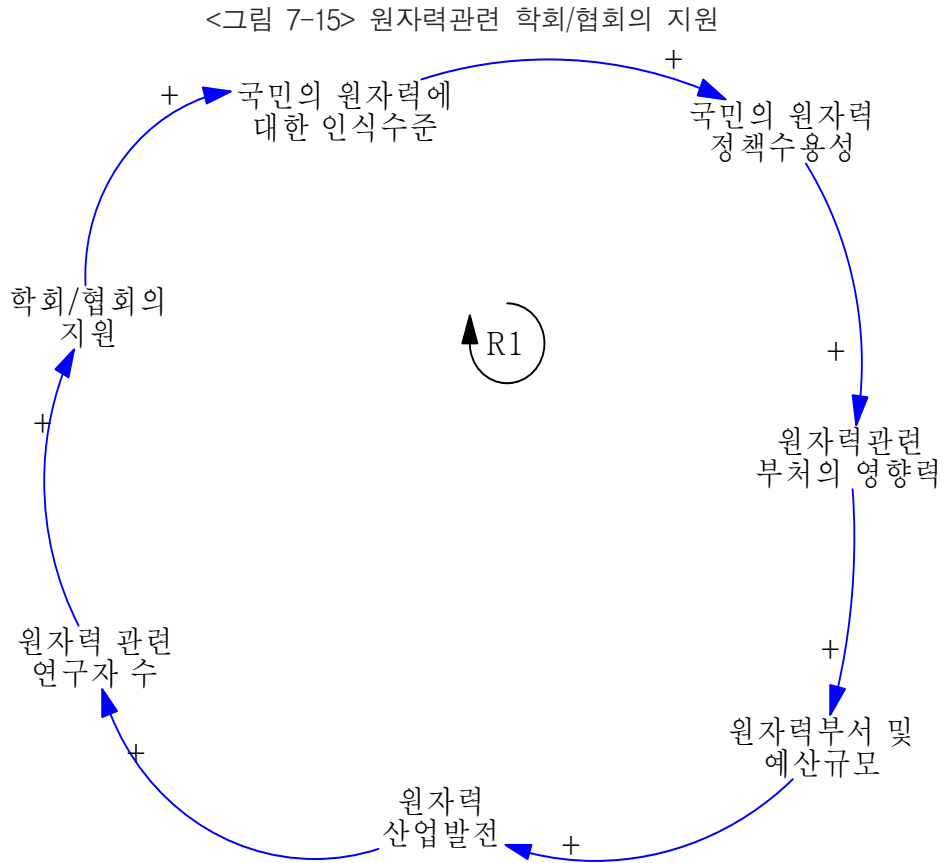 <그림 7-15> 원자력관련 학회/협회의 지원
+
+
국민의 원자력에
대한 인식수준
국민의 원자력
정책수용성
학회/협회의
지원
R1
+
+
원자력관련
부처의 영향력
원자력 관련
연구자 수
+
원자력부서 및
예산규모
+
원자력
산업발전
+